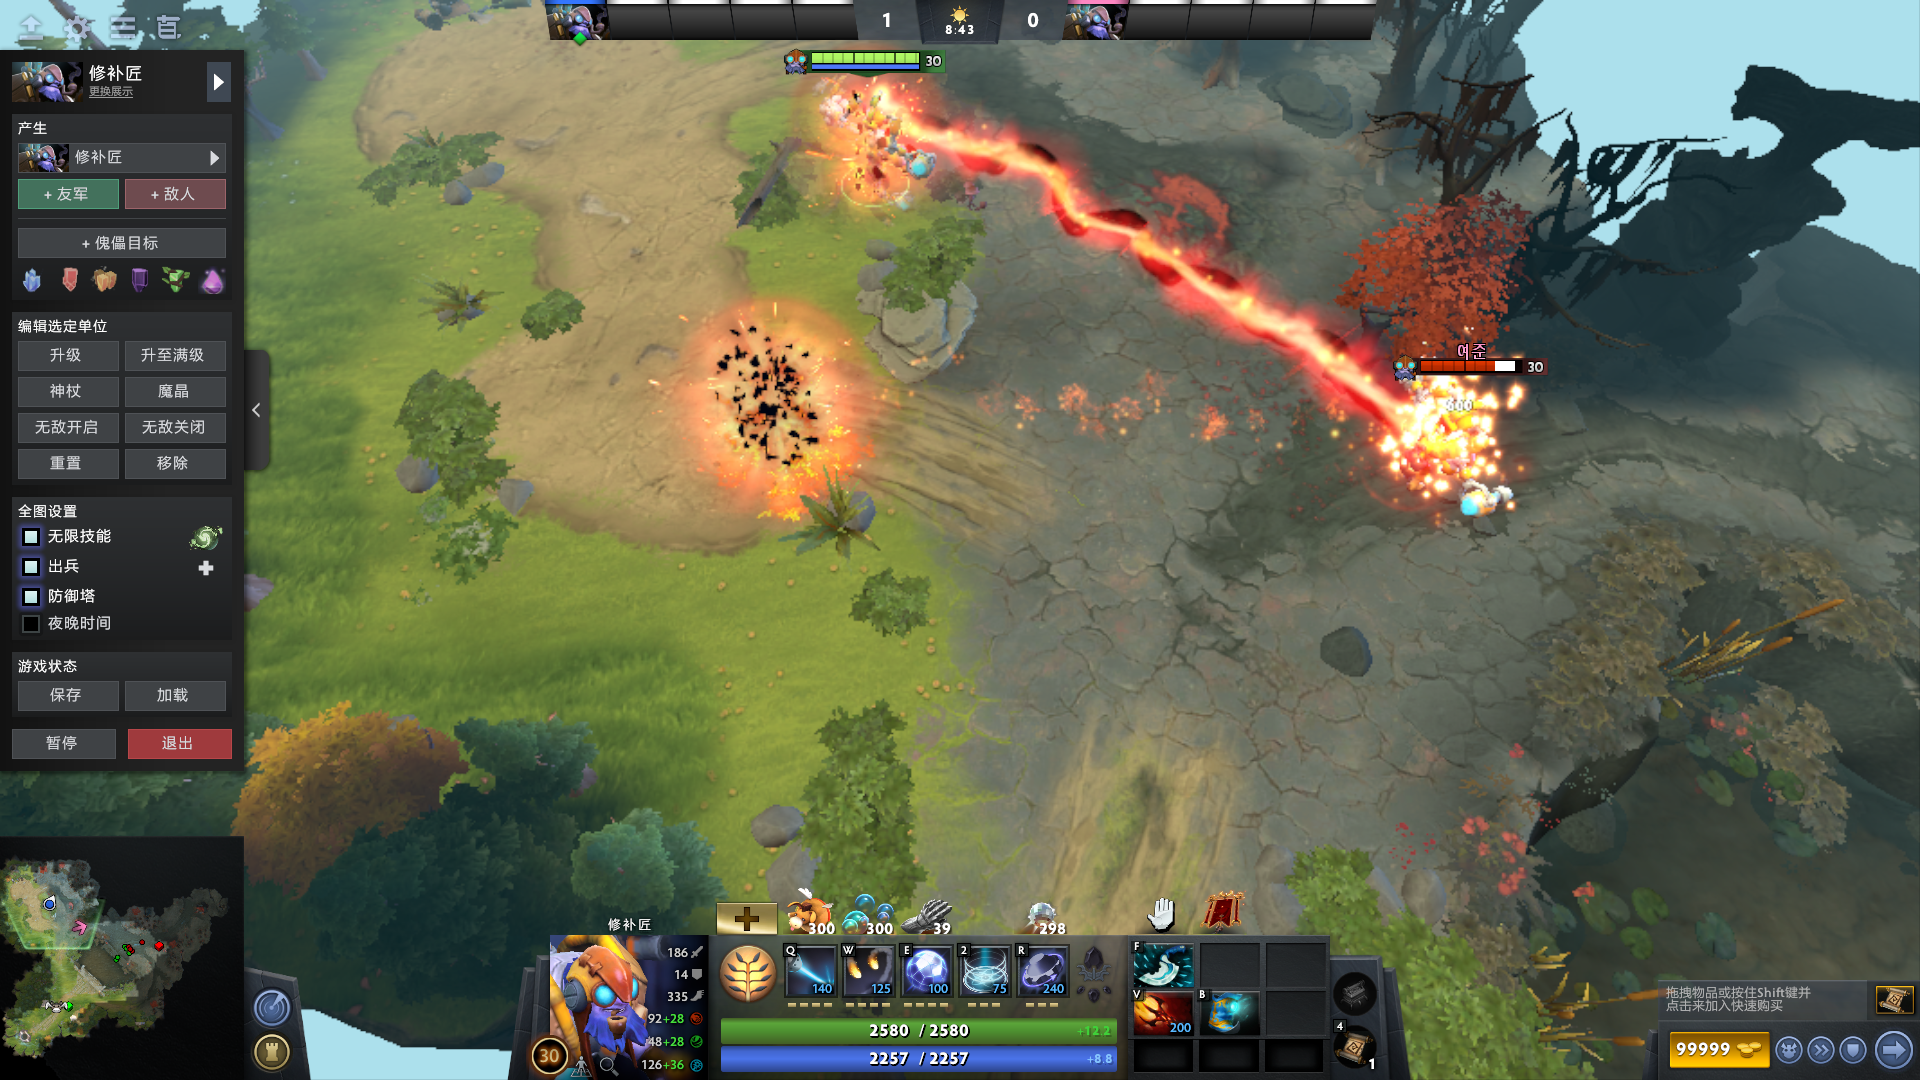 1
8:43
0
30
修补匠
更换展示
产生
修补匠
+ 友军
+ 敌人
+ 傀儡目标
编辑选定单位
升级
升至满级
神杖
魔晶
无敌开启
无敌关闭
重置
移除
全图设置
无限技能
出兵
防御塔
夜晚时间
游戏状态
保存
加载
暂停
退出
여준
30
600
修补匠
186
14
335
92+28
48+28
126+36
30
300
300
39
298
Q
140
W
125
E
100
2
75
R
240
2580 / 2580
+12.2
2257 / 2257
+8.8
F
V
200
B
4
1
拖拽物品或按住Shift键并
点击来加入快速购买
99999